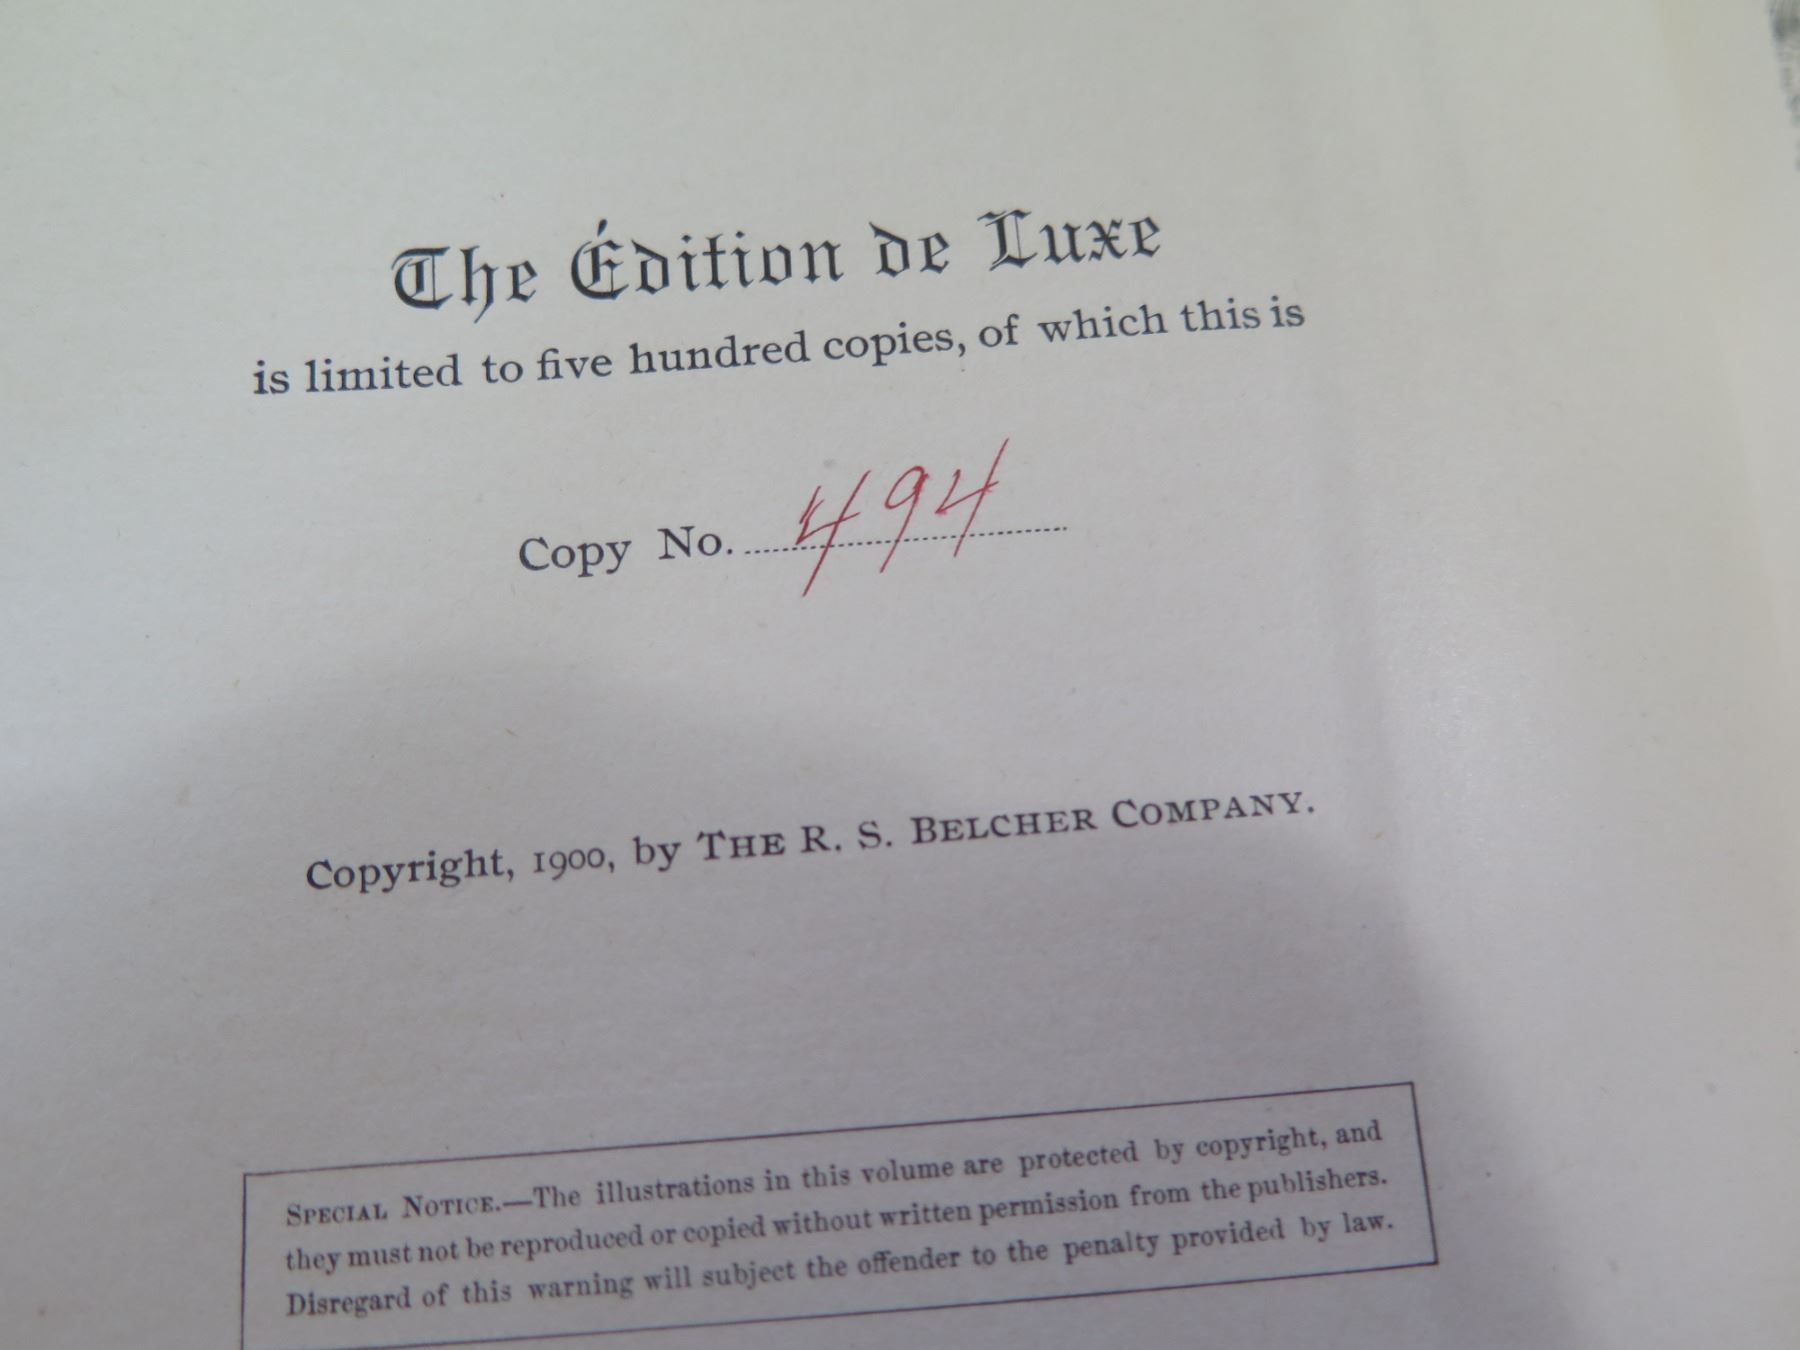 The Édition de Luxe
is limited to five hundred copies, of which this is
Copy No. 494
Copyright, 1900, by THE R. S. BELCHER COMPANY.
SPECIAL NOTICE.—The illustrations in this volume are protected by copyright, and
they must not be reproduced or copied without written permission from the publishers.
Disregard of this warning will subject the offender to the penalty provided by law.